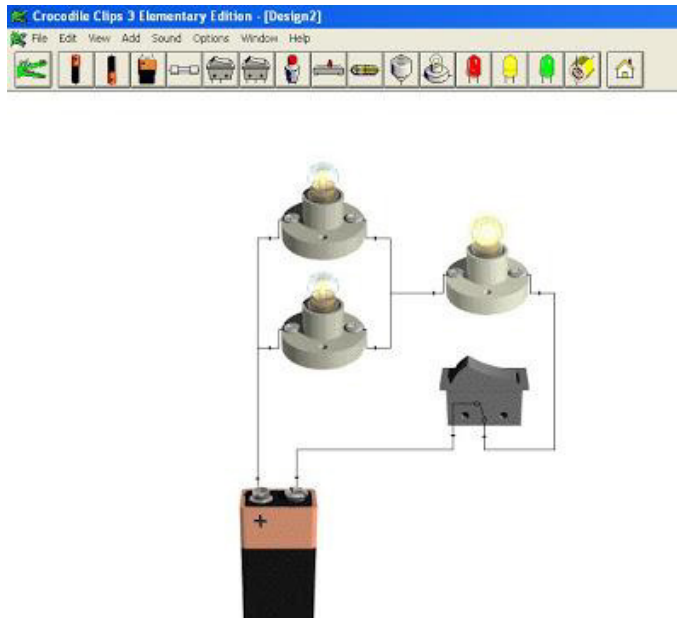 Crocodile Clips 3 Elementary Edition - [Design2]
File Edit View Add Sound Options Window Help
+